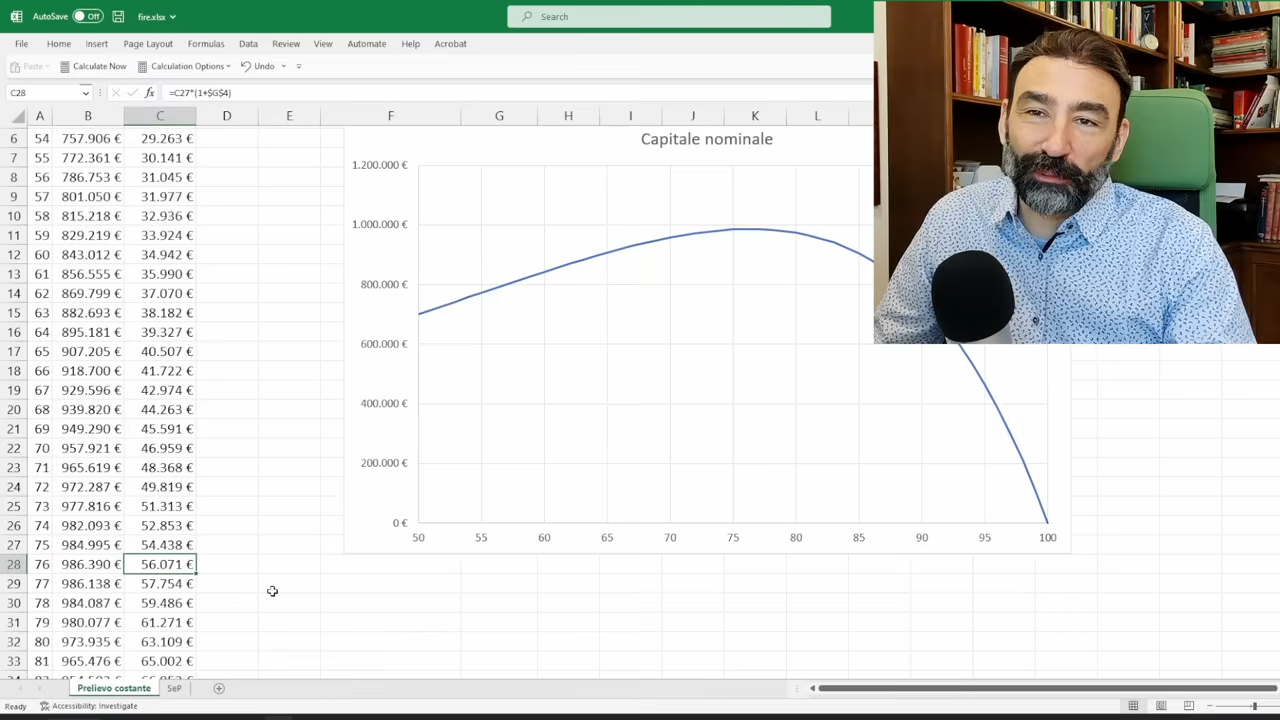 AutoSave Off fire.xlsx Search
File Home Insert Page Layout Formulas Data Review View Automate Help Acrobat
Paste Calculate Now Calculation Options Undo
C28 fx =C27*(1+$G$4)
A B C D E F G H I J K L
6 54 757.906 € 29.263 €
7 55 772.361 € 30.141 €
8 56 786.753 € 31.045 €
9 57 801.050 € 31.977 €
10 58 815.218 € 32.936 €
11 59 829.219 € 33.924 €
12 60 843.012 € 34.942 €
13 61 856.555 € 35.990 €
14 62 869.799 € 37.070 €
15 63 882.693 € 38.182 €
16 64 895.181 € 39.327 €
17 65 907.205 € 40.507 €
18 66 918.700 € 41.722 €
19 67 929.596 € 42.974 €
20 68 939.820 € 44.263 €
21 69 949.290 € 45.591 €
22 70 957.921 € 46.959 €
23 71 965.619 € 48.368 €
24 72 972.287 € 49.819 €
25 73 977.816 € 51.313 €
26 74 982.093 € 52.853 €
27 75 984.995 € 54.438 €
28 76 986.390 € 56.071 €
29 77 986.138 € 57.754 €
30 78 984.087 € 59.486 €
31 79 980.077 € 61.271 €
32 80 973.935 € 63.109 €
33 81 965.476 € 65.002 €
Capitale nominale
1.200.000 €
1.000.000 €
800.000 €
600.000 €
400.000 €
200.000 €
0 €
50 55 60 65 70 75 80 85 90 95 100
Prelievo costante SeP
Ready Accessibility: Investigate